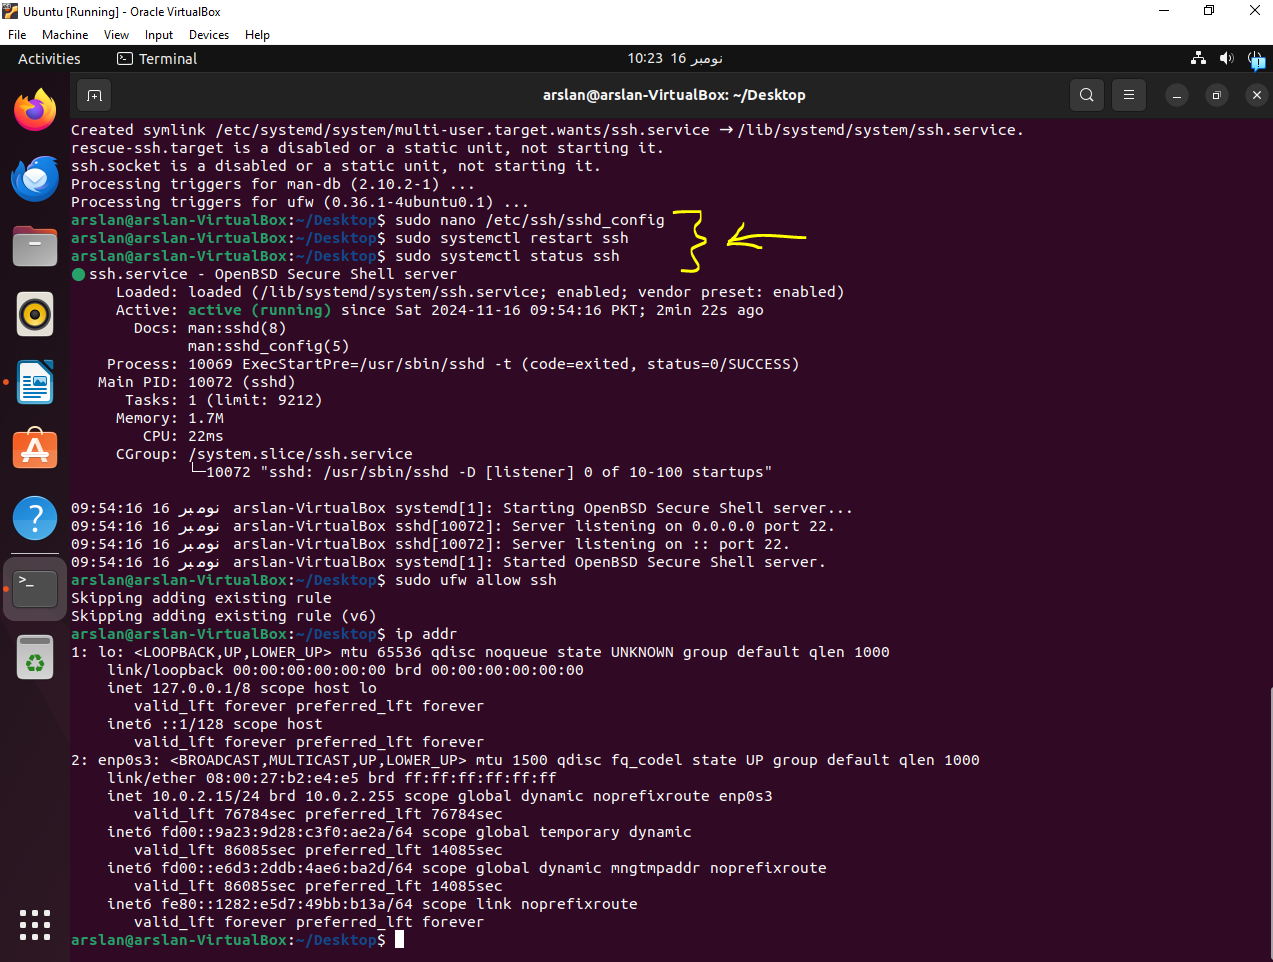 Ubuntu [Running] - Oracle VirtualBox
File Machine View Input Devices Help
Activities Terminal 10:23 16 نومبر
arslan@arslan-VirtualBox: ~/Desktop
Created symlink /etc/systemd/system/multi-user.target.wants/ssh.service → /lib/systemd/system/ssh.service.
rescue-ssh.target is a disabled or a static unit, not starting it.
ssh.socket is a disabled or a static unit, not starting it.
Processing triggers for man-db (2.10.2-1) ...
Processing triggers for ufw (0.36.1-4ubuntu0.1) ...
arslan@arslan-VirtualBox:~/Desktop$ sudo nano /etc/ssh/sshd_config
arslan@arslan-VirtualBox:~/Desktop$ sudo systemctl restart ssh
arslan@arslan-VirtualBox:~/Desktop$ sudo systemctl status ssh
● ssh.service - OpenBSD Secure Shell server
Loaded: loaded (/lib/systemd/system/ssh.service; enabled; vendor preset: enabled)
Active: active (running) since Sat 2024-11-16 09:54:16 PKT; 2min 22s ago
Docs: man:sshd(8)
man:sshd_config(5)
Process: 10069 ExecStartPre=/usr/sbin/sshd -t (code=exited, status=0/SUCCESS)
Main PID: 10072 (sshd)
Tasks: 1 (limit: 9212)
Memory: 1.7M
CPU: 22ms
CGroup: /system.slice/ssh.service
└─10072 "sshd: /usr/sbin/sshd -D [listener] 0 of 10-100 startups"
09:54:16 16 نومبر arslan-VirtualBox systemd[1]: Starting OpenBSD Secure Shell server...
09:54:16 16 نومبر arslan-VirtualBox sshd[10072]: Server listening on 0.0.0.0 port 22.
09:54:16 16 نومبر arslan-VirtualBox sshd[10072]: Server listening on :: port 22.
09:54:16 16 نومبر arslan-VirtualBox systemd[1]: Started OpenBSD Secure Shell server.
arslan@arslan-VirtualBox:~/Desktop$ sudo ufw allow ssh
Skipping adding existing rule
Skipping adding existing rule (v6)
arslan@arslan-VirtualBox:~/Desktop$ ip addr
1: lo: <LOOPBACK,UP,LOWER_UP> mtu 65536 qdisc noqueue state UNKNOWN group default qlen 1000
link/loopback 00:00:00:00:00:00 brd 00:00:00:00:00:00
inet 127.0.0.1/8 scope host lo
valid_lft forever preferred_lft forever
inet6 ::1/128 scope host
valid_lft forever preferred_lft forever
2: enp0s3: <BROADCAST,MULTICAST,UP,LOWER_UP> mtu 1500 qdisc fq_codel state UP group default qlen 1000
link/ether 08:00:27:b2:e4:e5 brd ff:ff:ff:ff:ff:ff
inet 10.0.2.15/24 brd 10.0.2.255 scope global dynamic noprefixroute enp0s3
valid_lft 76784sec preferred_lft 76784sec
inet6 fd00::9a23:9d28:c3f0:ae2a/64 scope global temporary dynamic
valid_lft 86085sec preferred_lft 14085sec
inet6 fd00::e6d3:2ddb:4ae6:ba2d/64 scope global dynamic mngtmpaddr noprefixroute
valid_lft 86085sec preferred_lft 14085sec
inet6 fe80::1282:e5d7:49bb:b13a/64 scope link noprefixroute
valid_lft forever preferred_lft forever
arslan@arslan-VirtualBox:~/Desktop$